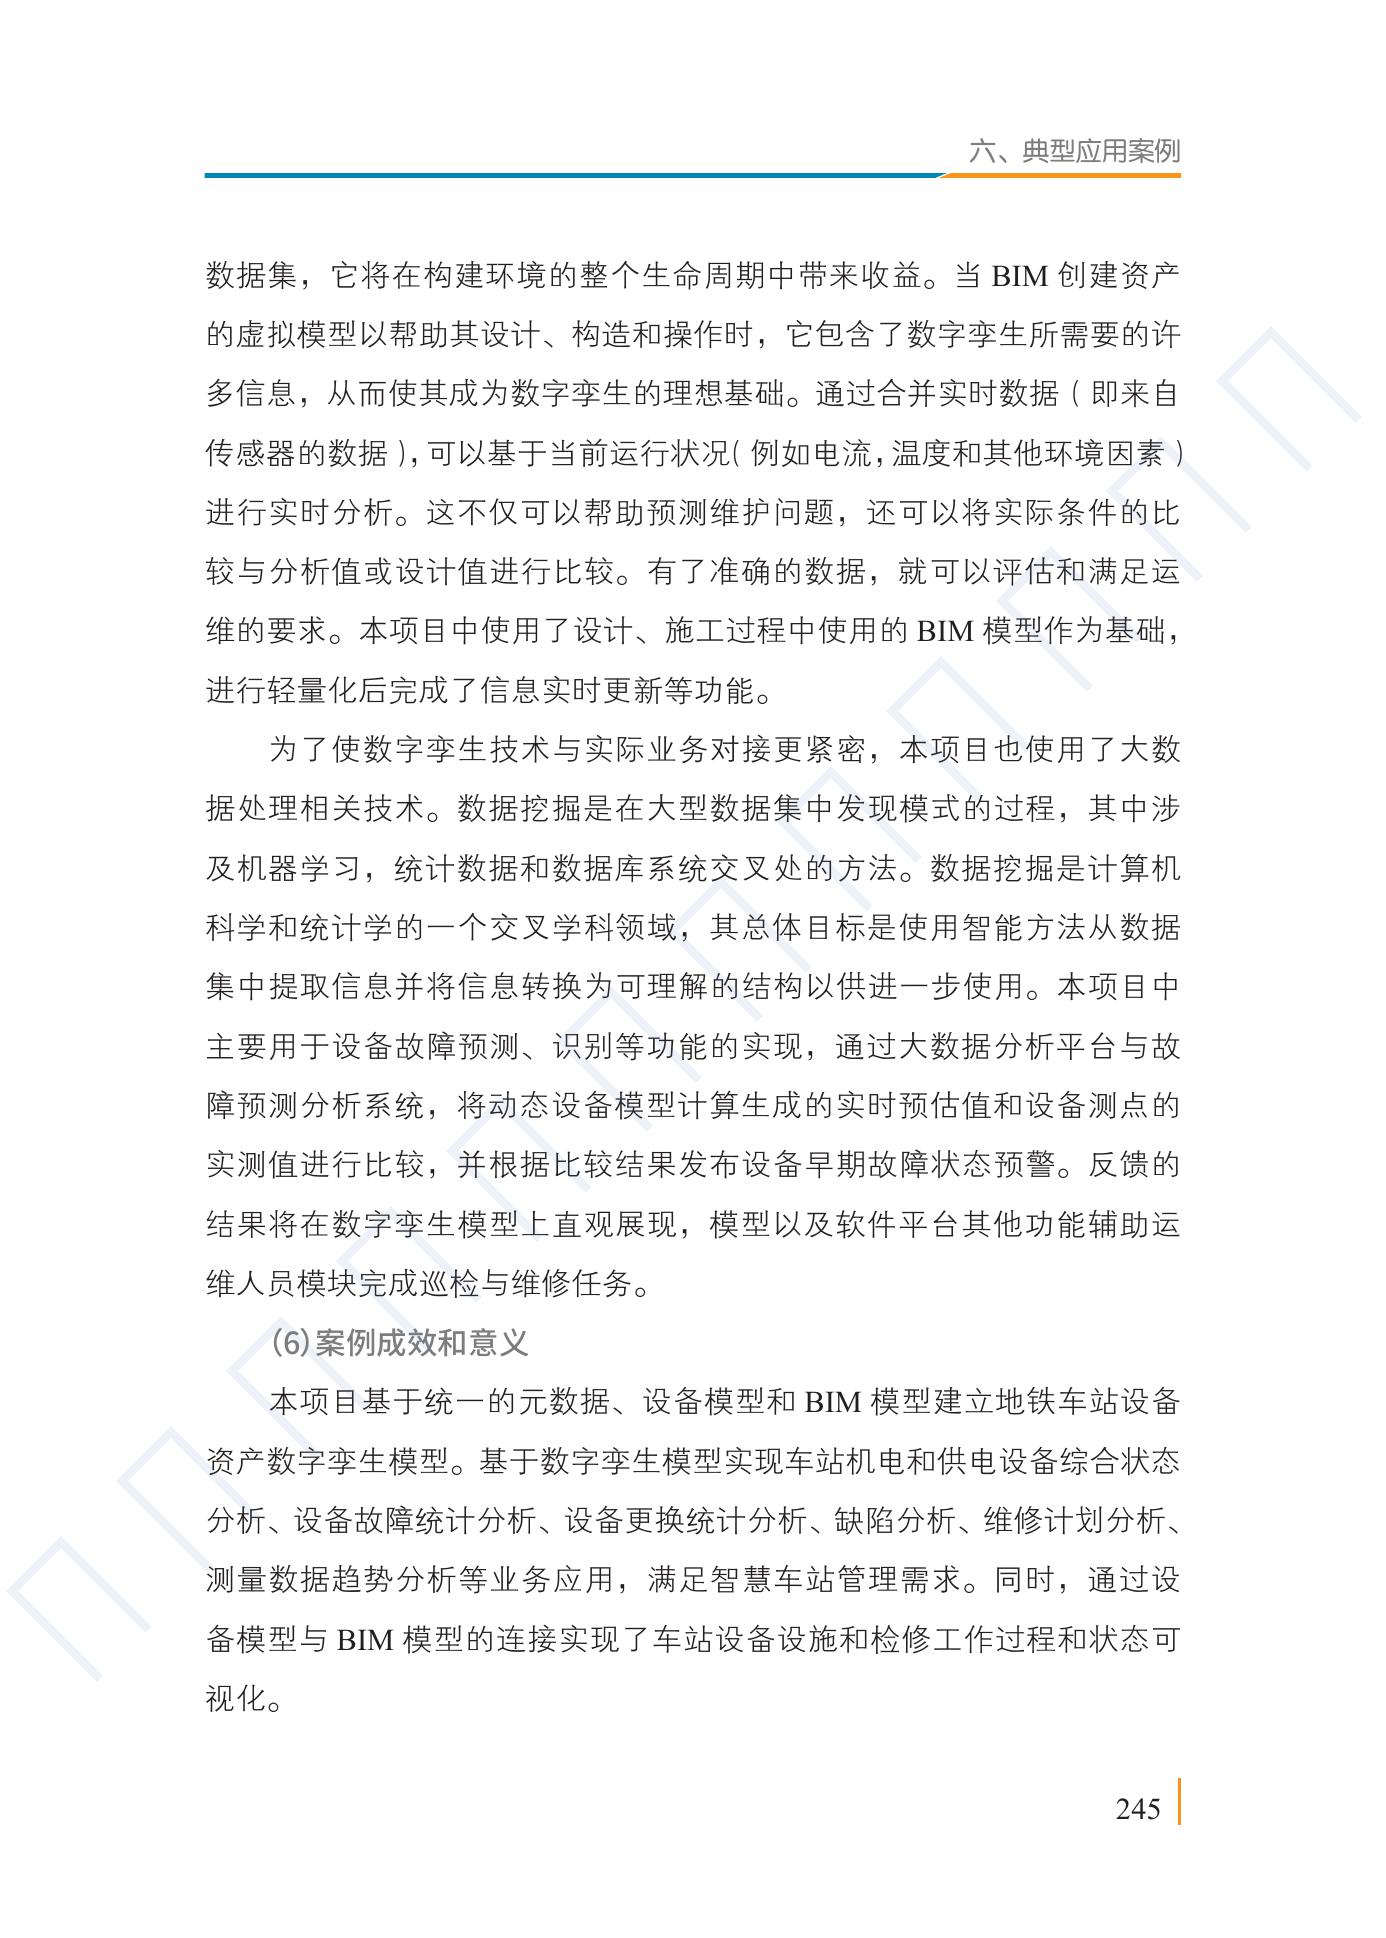 六、典型应用案例
数据集，它将在构建环境的整个生命周期中带来收益。当 BIM 创建资产
的虚拟模型以帮助其设计、构造和操作时，它包含了数字孪生所需要的许
多信息，从而使其成为数字孪生的理想基础。通过合并实时数据（即来自
传感器的数据），可以基于当前运行状况（例如电流，温度和其他环境因素）
进行实时分析。这不仅可以帮助预测维护问题，还可以将实际条件的比
较与分析值或设计值进行比较。有了准确的数据，就可以评估和满足运
维的要求。本项目中使用了设计、施工过程中使用的 BIM 模型作为基础，
进行轻量化后完成了信息实时更新等功能。
为了使数字孪生技术与实际业务对接更紧密，本项目也使用了大数
据处理相关技术。数据挖掘是在大型数据集中发现模式的过程，其中涉
及机器学习，统计数据和数据库系统交叉处的方法。数据挖掘是计算机
科学和统计学的一个交叉学科领域，其总体目标是使用智能方法从数据
集中提取信息并将信息转换为可理解的结构以供进一步使用。本项目中
主要用于设备故障预测、识别等功能的实现，通过大数据分析平台与故
障预测分析系统，将动态设备模型计算生成的实时预估值和设备测点的
实测值进行比较，并根据比较结果发布设备早期故障状态预警。反馈的
结果将在数字孪生模型上直观展现，模型以及软件平台其他功能辅助运
维人员模块完成巡检与维修任务。
（6）案例成效和意义
本项目基于统一的元数据、设备模型和 BIM 模型建立地铁车站设备
资产数字孪生模型。基于数字孪生模型实现车站机电和供电设备综合状态
分析、设备故障统计分析、设备更换统计分析、缺陷分析、维修计划分析、
测量数据趋势分析等业务应用，满足智慧车站管理需求。同时，通过设
备模型与 BIM 模型的连接实现了车站设备设施和检修工作过程和状态可
视化。
245